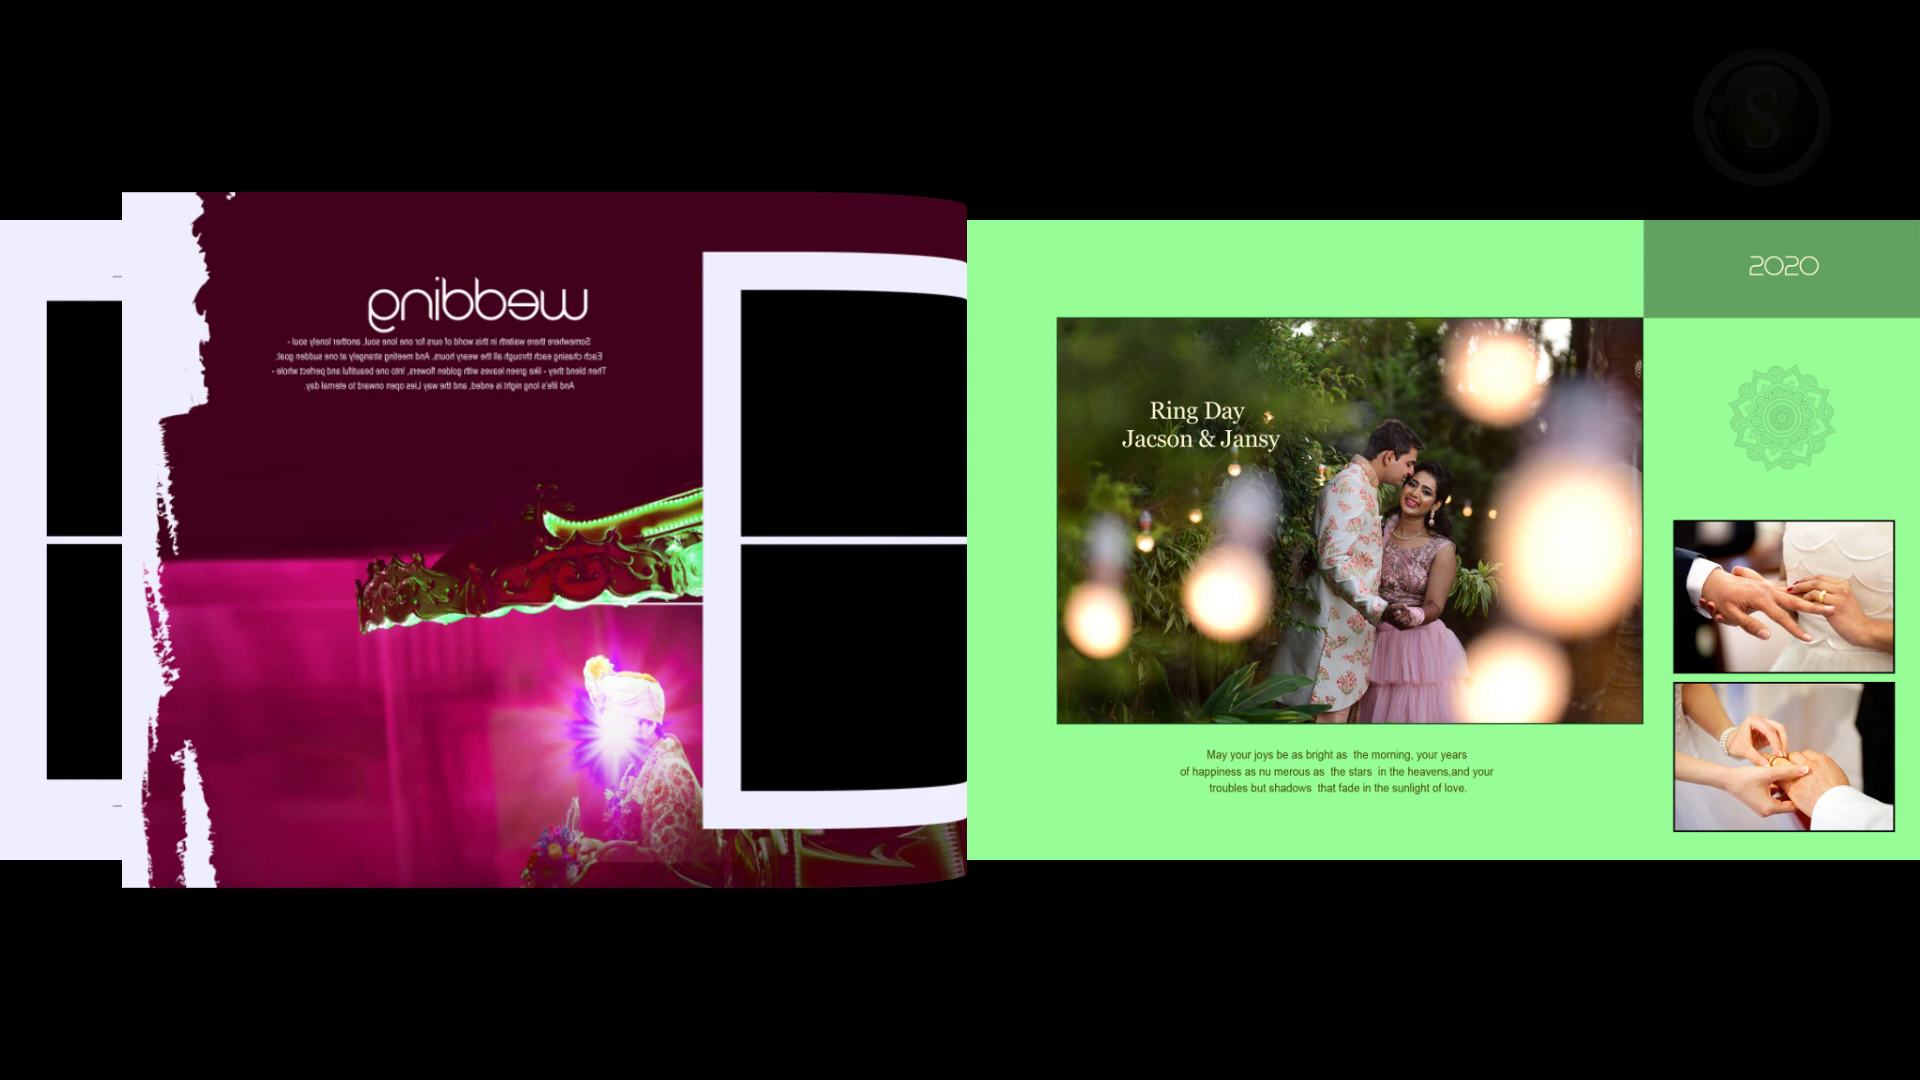 wedding
Somewhere there waiteth in this world of ours for one lone soul, another lonely soul -
Each chasing each through all the weary hours, And meeting strangely at one sudden goal;
Then blend they - like green leaves with golden flowers, Into one beautiful and perfect whole -
And life's long night is ended, and the way Lies open onward to eternal day.
2020
Ring Day
Jacson & Jansy
May your joys be as bright as the morning, your years
of happiness as nu merous as the stars in the heavens,and your
troubles but shadows that fade in the sunlight of love.
S